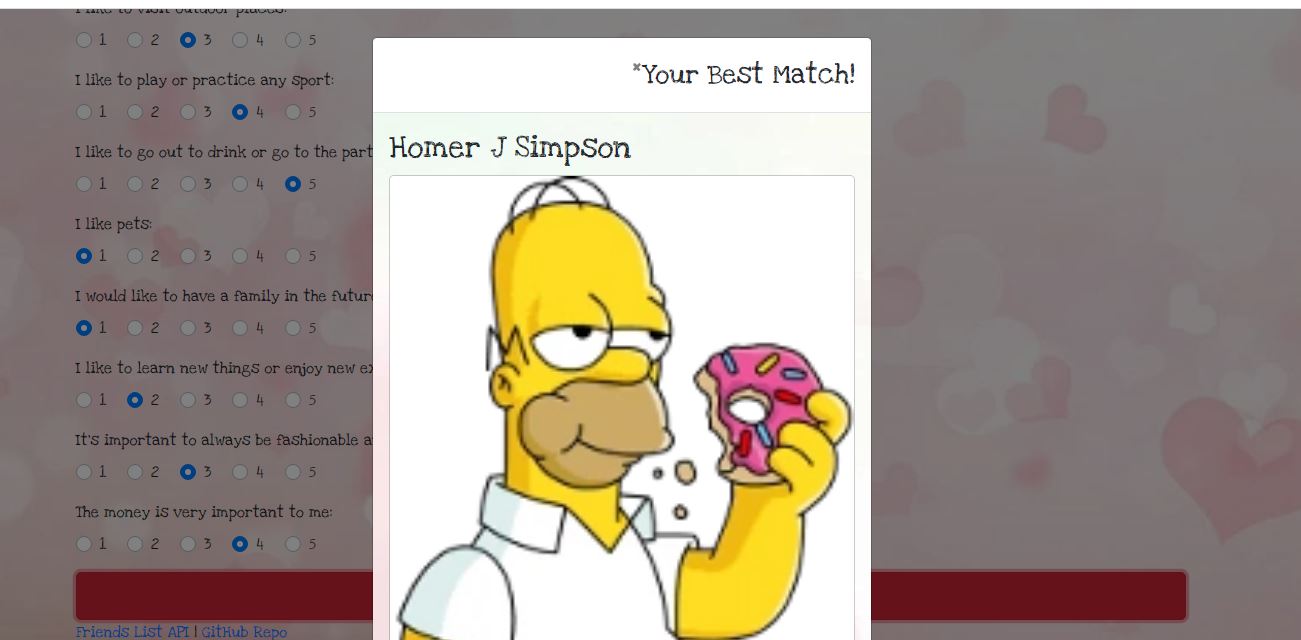 I like to visit outdoor places:
1 2 3 4 5
I like to play or practice any sport:
1 2 3 4 5
I like to go out to drink or go to the part
1 2 3 4 5
I like pets:
1 2 3 4 5
I would like to have a family in the futur
1 2 3 4 5
I like to learn new things or enjoy new ex
1 2 3 4 5
It's important to always be fashionable a
1 2 3 4 5
The money is very important to me:
1 2 3 4 5
Friends List API | GitHub Repo
×Your Best Match!
Homer J Simpson